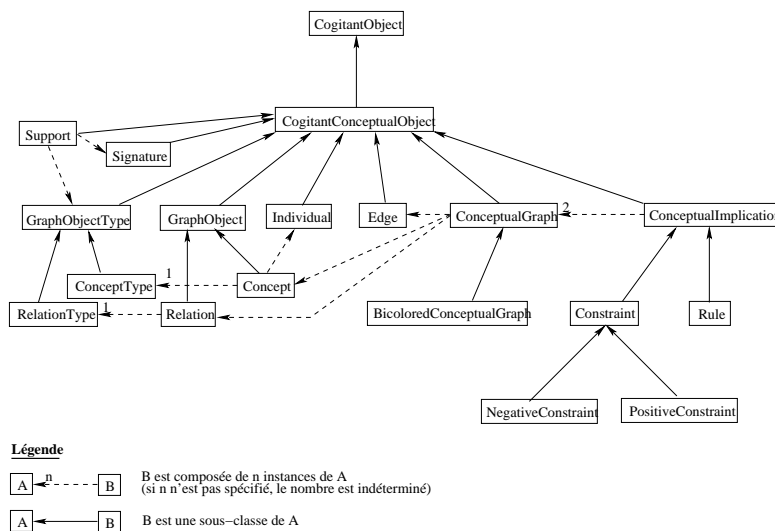 CogitantObject
CogitantConceptualObject
Support
Signature
GraphObjectType
GraphObject
Individual
Edge
ConceptualGraph
2
ConceptualImplication
1
ConceptType
Concept
RelationType
1
Relation
BicoloredConceptualGraph
Constraint
Rule
NegativeConstraint
PositiveConstraint
Légende
A
n
B
B est composée de n instances de A
(si n n'est pas spécifié, le nombre est indéterminé)
A
B
B est une sous−classe de A